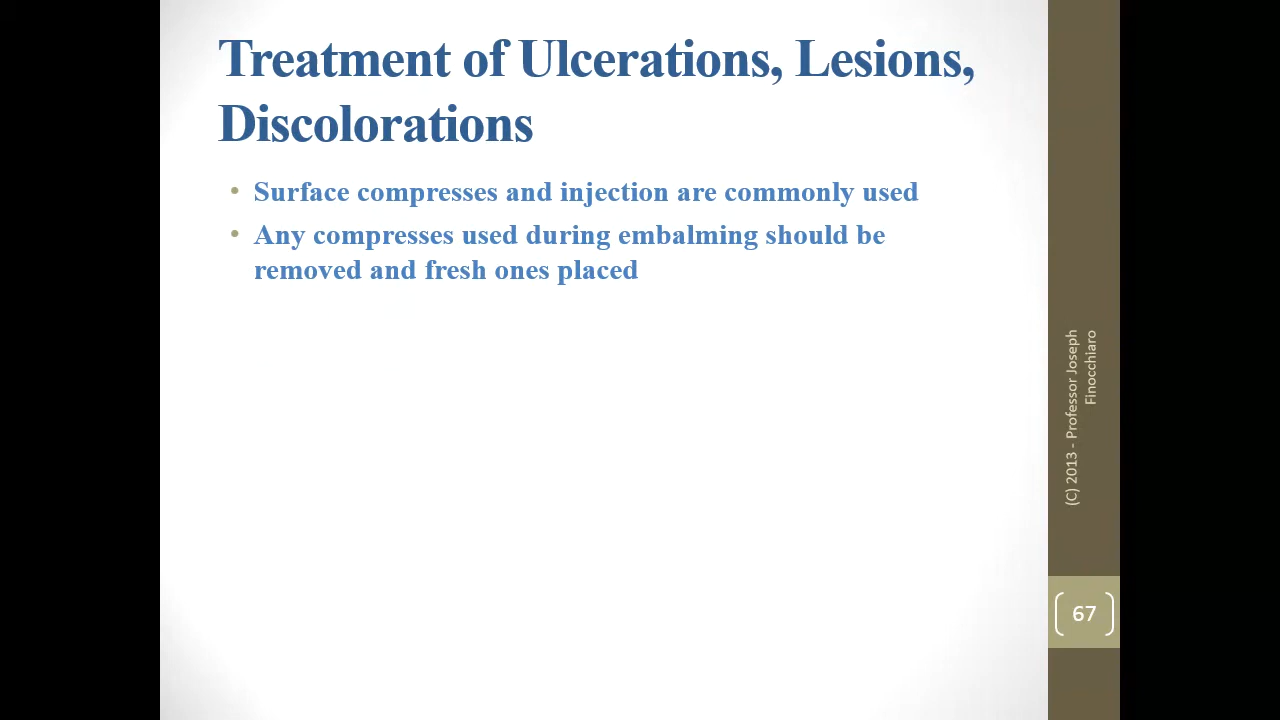 Treatment of Ulcerations, Lesions,
Discolorations
• Surface compresses and injection are commonly used
• Any compresses used during embalming should be
removed and fresh ones placed
(C) 2013 - Professor Joseph
Finocchiaro
67